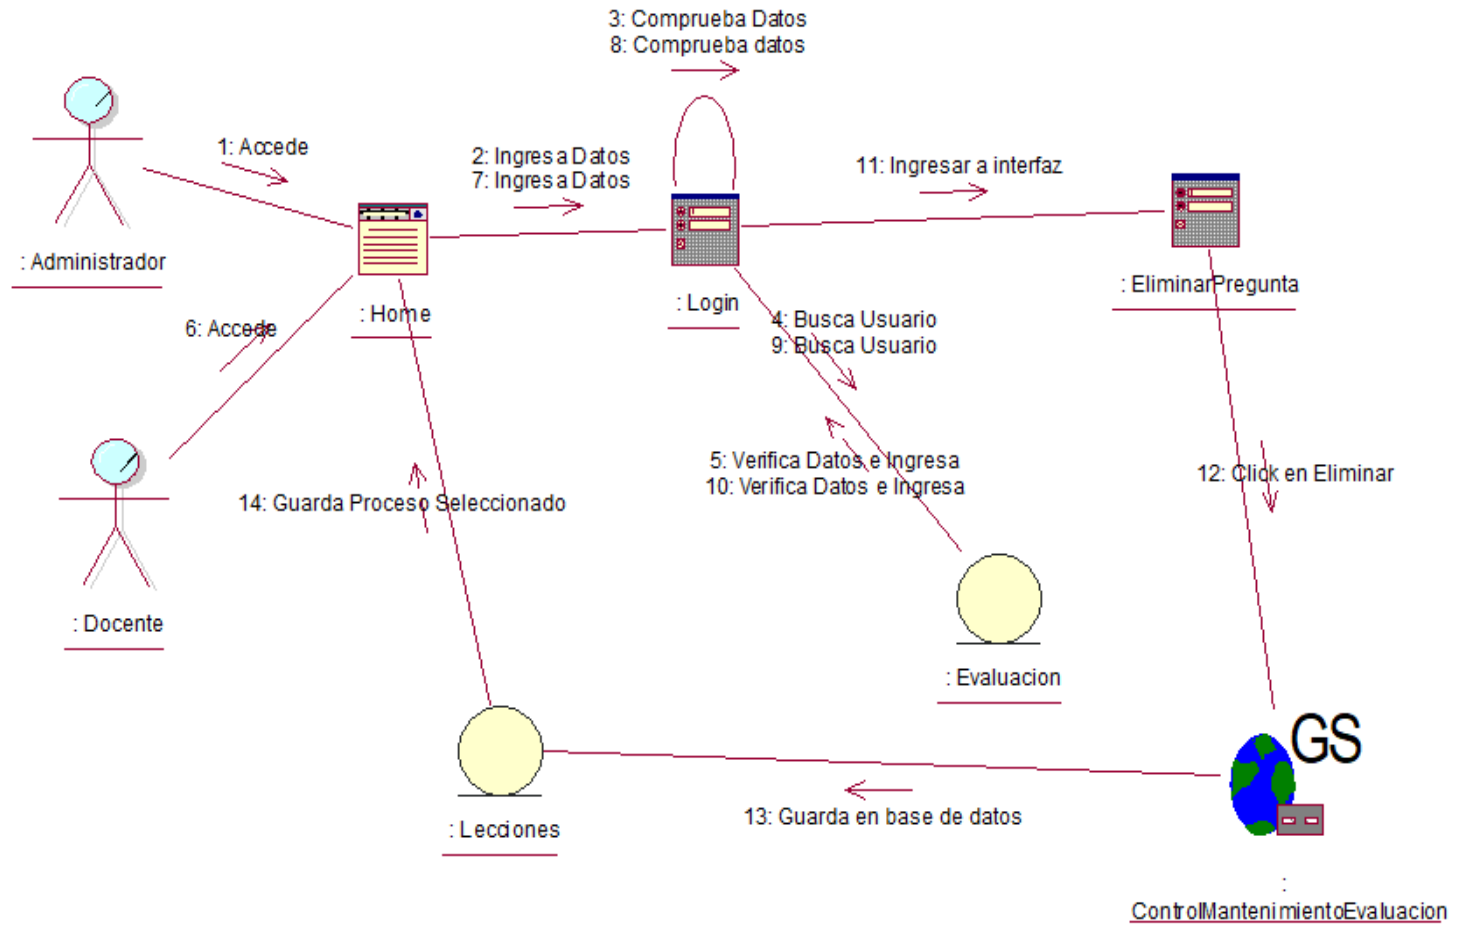 3: Comprueba Datos
8: Comprueba datos
1: Accede
2: Ingresa Datos
7: Ingresa Datos
11: Ingresar a interfaz
: Administrador
: Home
: Login
: EliminarPregunta
6: Accede
4: Busca Usuario
9: Busca Usuario
5: Verifica Datos e Ingresa
10: Verifica Datos e Ingresa
12: Click en Eliminar
14: Guarda Proceso Seleccionado
: Docente
: Evaluacion
GS
13: Guarda en base de datos
: Lecciones
:
ControlMantenimientoEvaluacion